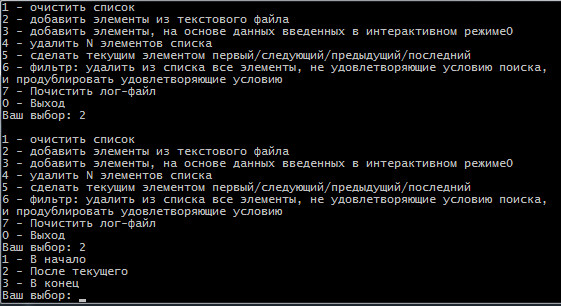 1 - очистить список
2 - добавить элементы из текстового файла
3 - добавить элементы, на основе данных введенных в интерактивном режиме0
4 - удалить N элементов списка
5 - сделать текущим элементом первый/следующий/предыдущий/последний
6 - фильтр: удалить из списка все элементы, не удовлетворяющие условию поиска,
и продублировать удовлетворяющие условию
7 - Почистить лог-файл
0 - Выход
Ваш выбор: 2
1 - очистить список
2 - добавить элементы из текстового файла
3 - добавить элементы, на основе данных введенных в интерактивном режиме0
4 - удалить N элементов списка
5 - сделать текущим элементом первый/следующий/предыдущий/последний
6 - фильтр: удалить из списка все элементы, не удовлетворяющие условию поиска,
и продублировать удовлетворяющие условию
7 - Почистить лог-файл
0 - Выход
Ваш выбор: 2
1 - В начало
2 - После текущего
3 - В конец
Ваш выбор: _